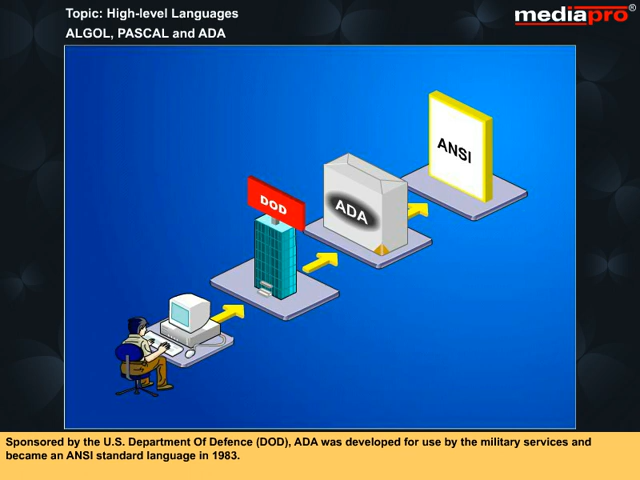 Topic: High-level Languages
mediapro®
ALGOL, PASCAL and ADA
ANSI
ADA
DOD
Sponsored by the U.S. Department Of Defence (DOD), ADA was developed for use by the military services and
became an ANSI standard language in 1983.